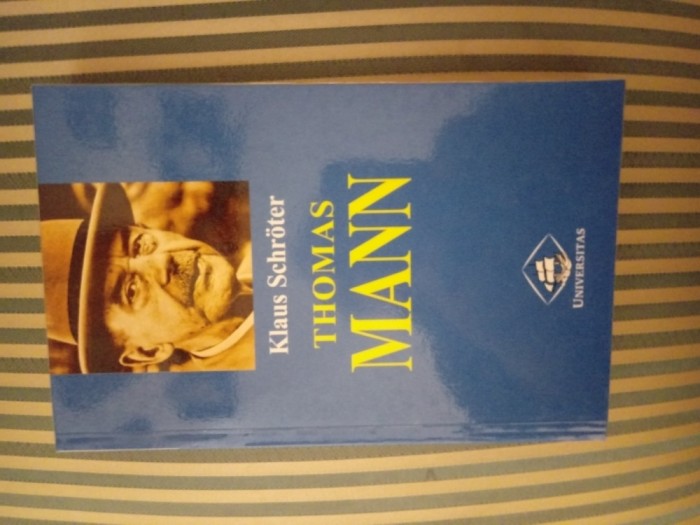 Klaus Schröter
THOMAS
MANN
UNIVERSITAS